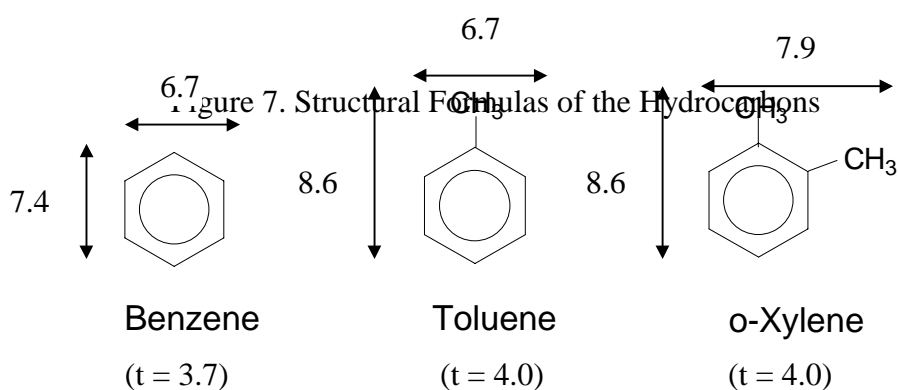 6.7
7.9
6.7
Figure 7. Structural Formulas of the Hydrocarbons
CH3
CH3
7.4
8.6
8.6
CH3
Benzene
Toluene
o-Xylene
(t = 3.7)
(t = 4.0)
(t = 4.0)